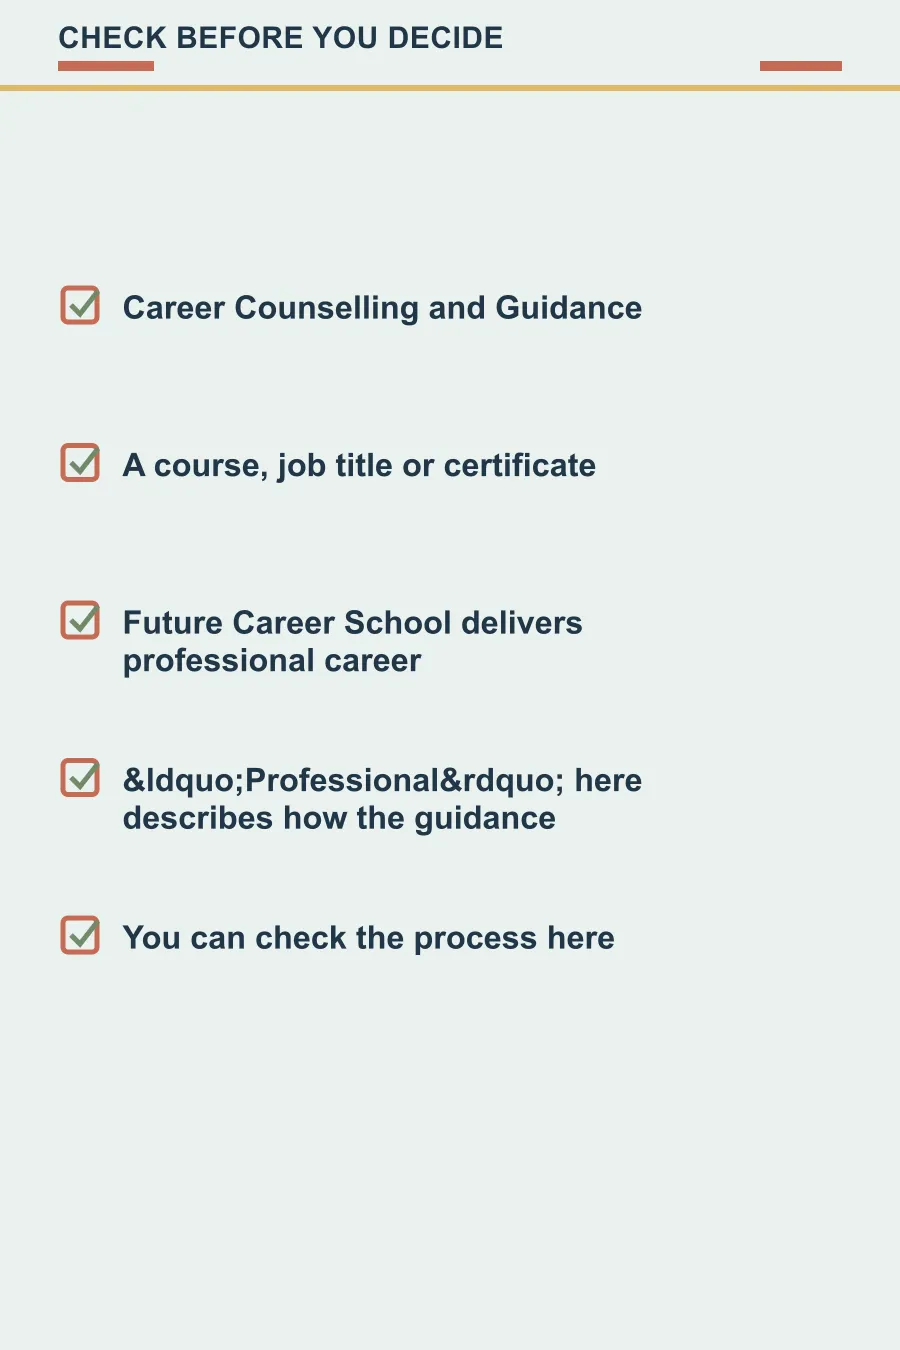 CHECK BEFORE YOU DECIDE
Career Counselling and Guidance
A course, job title or certificate
Future Career School delivers
professional career
&ldquo;Professional&rdquo; here
describes how the guidance
You can check the process here